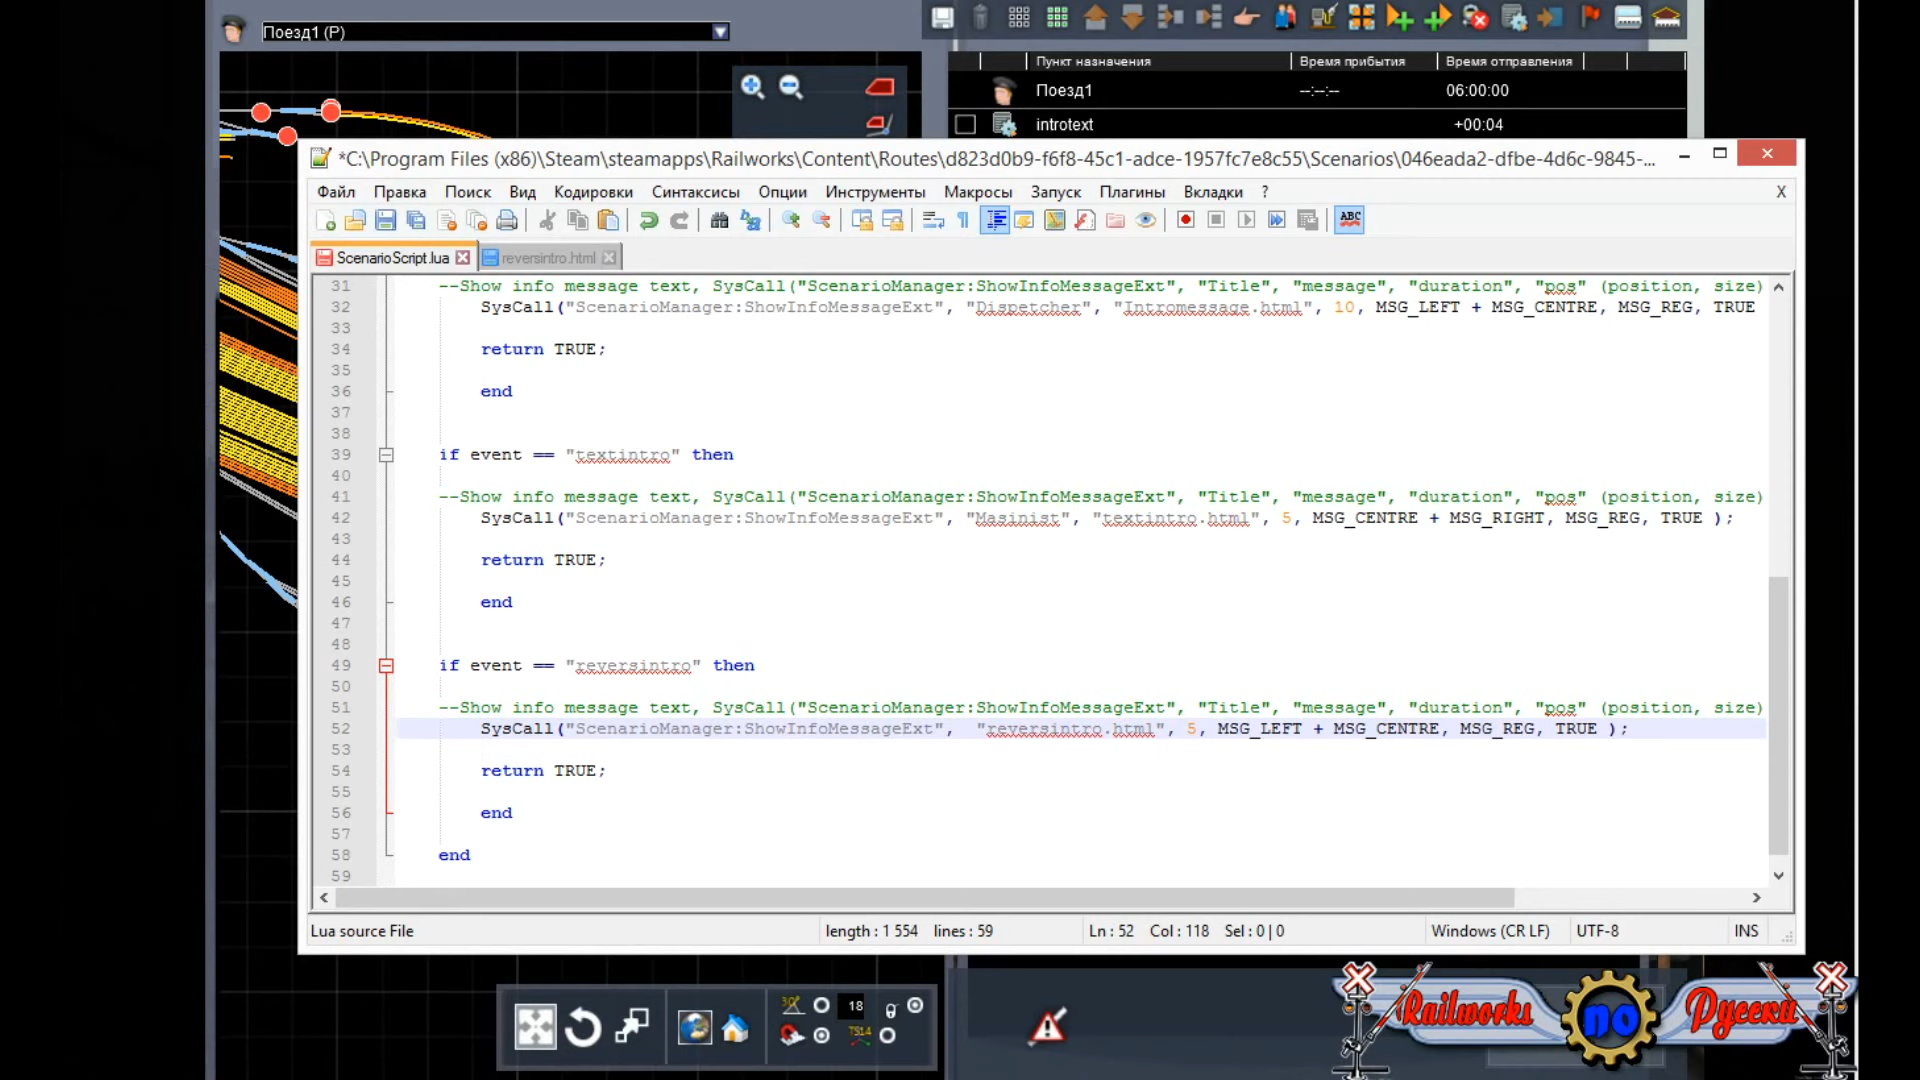 Поезд1 (P)
Пункт назначения
Время прибытия
Время отправления
Поезд1
--:--:--
06:00:00
introtext
+00:04
*C:\Program Files (x86)\Steam\steamapps\Railworks\Content\Routes\d823d0b9-f6f8-45c1-adce-1957fc7e8c55\Scenarios\046eada2-dfbe-4d6c-9845-...
Файл Правка Поиск Вид Кодировки Синтаксисы Опции Инструменты Макросы Запуск Плагины Вкладки ? X
ABC
ScenarioScript.lua
reversintro.html
31 --Show info message text, SysCall("ScenarioManager:ShowInfoMessageExt", "Title", "message", "duration", "pos" (position, size)
32 SysCall("ScenarioManager:ShowInfoMessageExt", "Dispetcher", "Intromessage.html", 10, MSG_LEFT + MSG_CENTRE, MSG_REG, TRUE
33
34 return TRUE;
35
36 end
37
38
39 if event == "textintro" then
40
41 --Show info message text, SysCall("ScenarioManager:ShowInfoMessageExt", "Title", "message", "duration", "pos" (position, size)
42 SysCall("ScenarioManager:ShowInfoMessageExt", "Masinist", "textintro.html", 5, MSG_CENTRE + MSG_RIGHT, MSG_REG, TRUE );
43
44 return TRUE;
45
46 end
47
48
49 if event == "reversintro" then
50
51 --Show info message text, SysCall("ScenarioManager:ShowInfoMessageExt", "Title", "message", "duration", "pos" (position, size)
52 SysCall("ScenarioManager:ShowInfoMessageExt", "reversintro.html", 5, MSG_LEFT + MSG_CENTRE, MSG_REG, TRUE );
53
54 return TRUE;
55
56 end
57
58 end
59
Lua source File
length : 1 554 lines : 59
Ln : 52 Col : 118 Sel : 0 | 0
Windows (CR LF)
UTF-8
INS
30°
18
TS14
Railworks по Русски